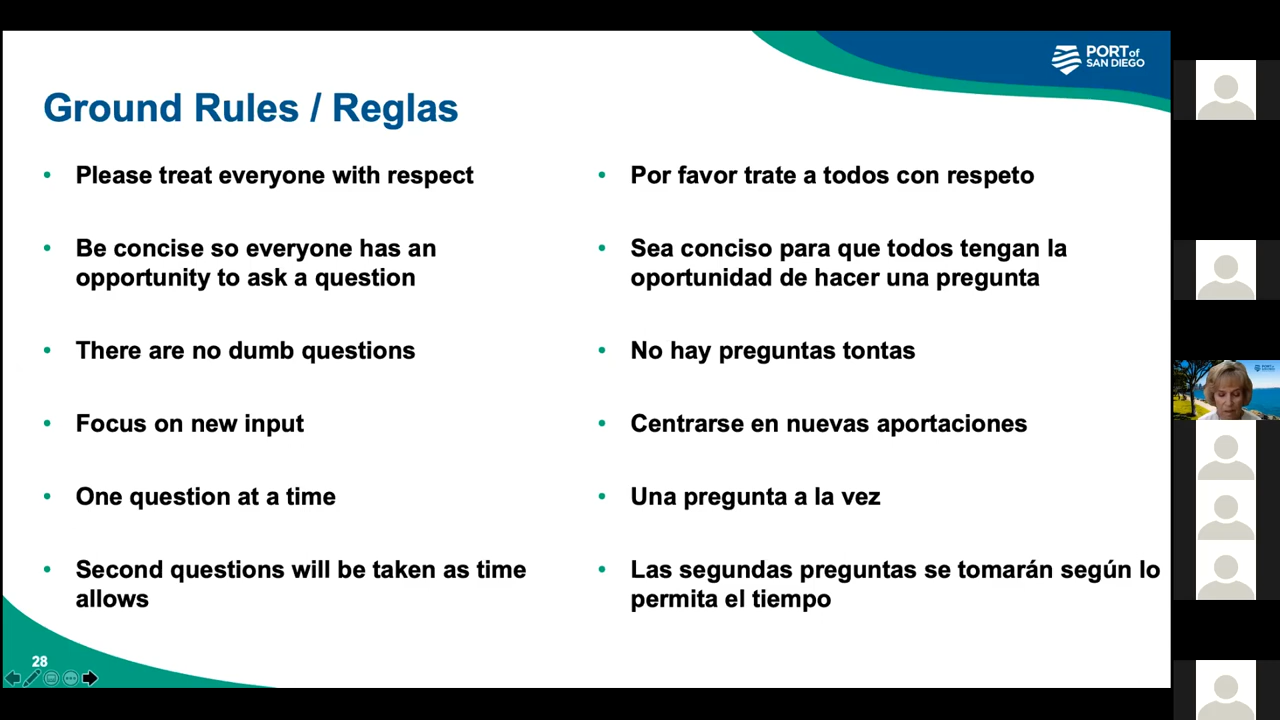 PORT of
SAN DIEGO
Ground Rules / Reglas
• Please treat everyone with respect
• Be concise so everyone has an
opportunity to ask a question
• There are no dumb questions
• Focus on new input
• One question at a time
• Second questions will be taken as time
allows
• Por favor trate a todos con respeto
• Sea conciso para que todos tengan la
oportunidad de hacer una pregunta
• No hay preguntas tontas
• Centrarse en nuevas aportaciones
• Una pregunta a la vez
• Las segundas preguntas se tomarán según lo
permita el tiempo
28